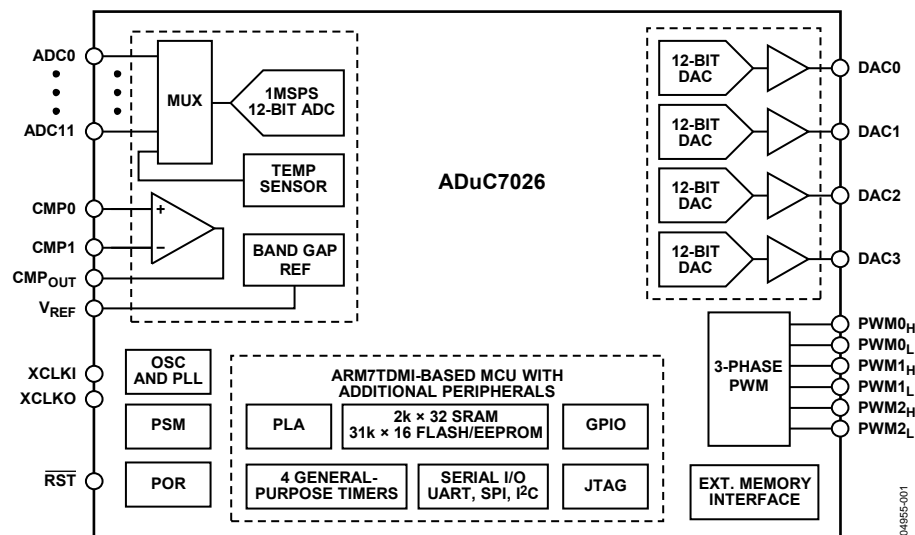 ADC0
ADC11
MUX
1MSPS
12-BIT ADC
TEMP
SENSOR
CMP0
+
CMP1
−
CMPOUT
VREF
BAND GAP
REF
ADuC7026
12-BIT
DAC
DAC0
12-BIT
DAC
DAC1
12-BIT
DAC
DAC2
12-BIT
DAC
DAC3
XCLKI
XCLKO
RST
OSC
AND PLL
PSM
POR
ARM7TDMI-BASED MCU WITH
ADDITIONAL PERIPHERALS
PLA
2k × 32 SRAM
31k × 16 FLASH/EEPROM
GPIO
4 GENERAL-
PURPOSE TIMERS
SERIAL I/O
UART, SPI, I²C
JTAG
3-PHASE
PWM
PWM0H
PWM0L
PWM1H
PWM1L
PWM2H
PWM2L
EXT. MEMORY
INTERFACE
04955-001